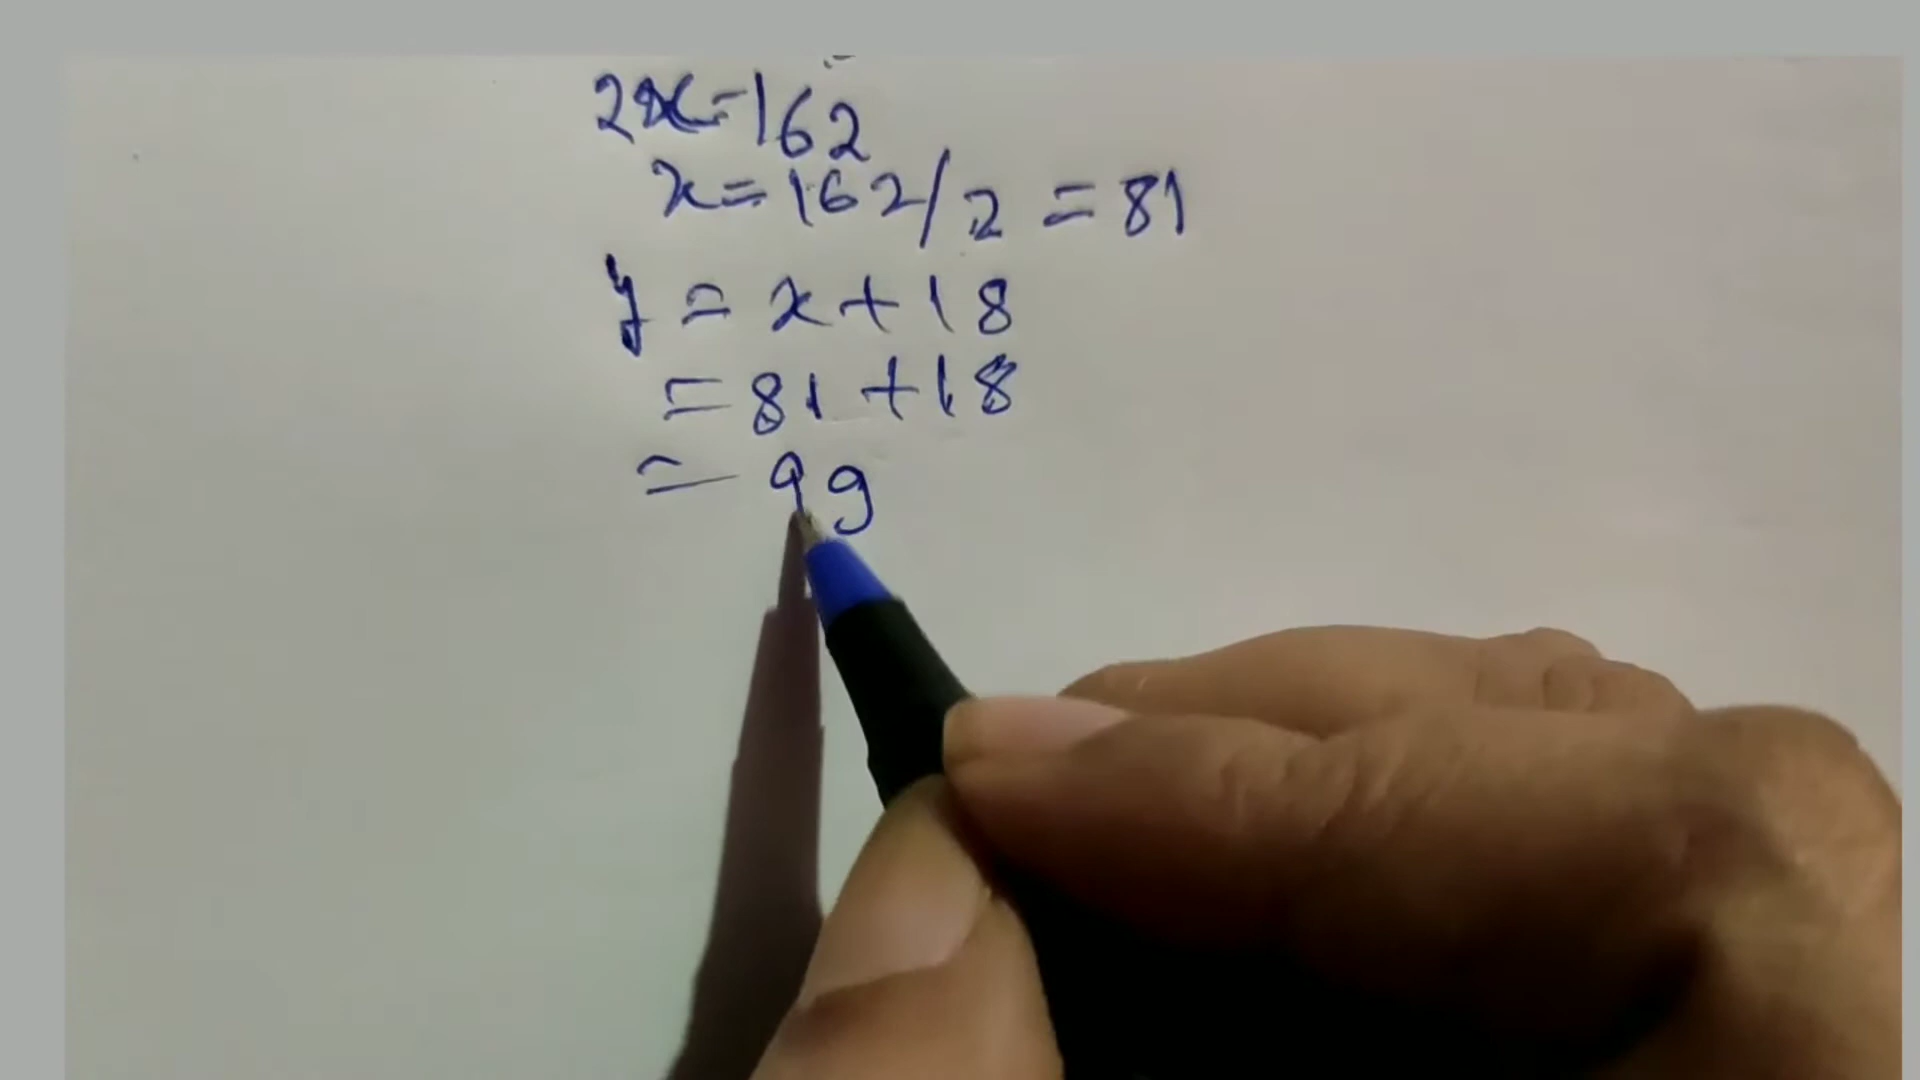 2x=162
x=162/2=81
y=x+18
=81+18
=99